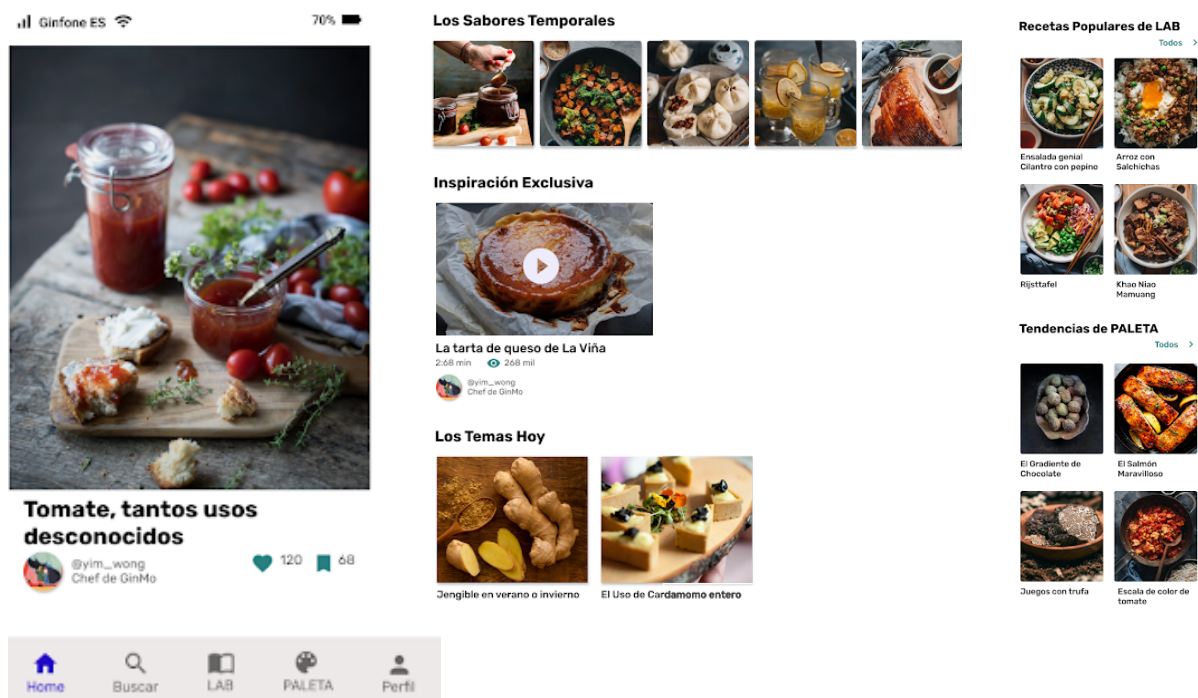 Ginfone ES
70%
Tomate, tantos usos
desconocidos
@yim_wong
Chef de GinMo
120
68
Home
Buscar
LAB
PALETA
Perfil
Los Sabores Temporales
Inspiración Exclusiva
La tarta de queso de La Viña
2:68 min
268 mil
@yim_wong
Chef de GinMo
Los Temas Hoy
Jengible en verano o invierno
El Uso de Cardamomo entero
Recetas Populares de LAB
Todos
Ensalada genial
Cilantro con pepino
Arroz con
Salchichas
Rijsttafel
Khao Niao
Mamuang
Tendencias de PALETA
Todos
El Gradiente de
Chocolate
El Salmón
Maravilloso
Juegos con trufa
Escala de color de
tomate